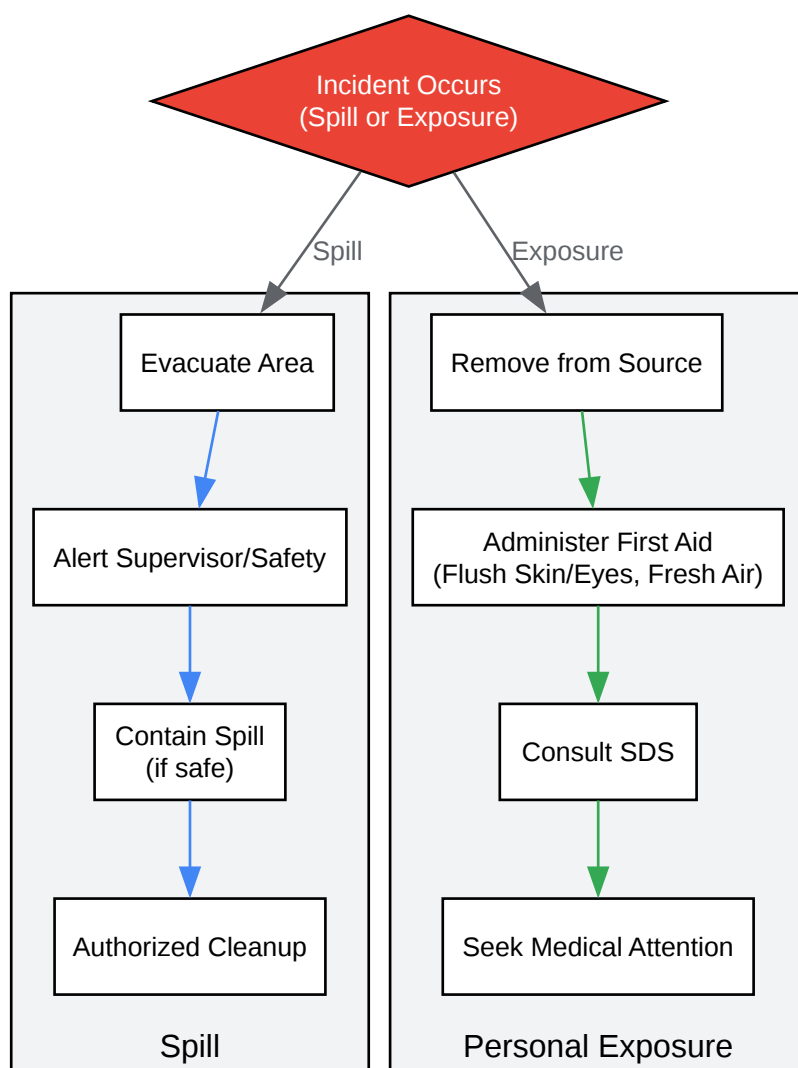 Incident Occurs
(Spill or Exposure)
Spill
Exposure
Evacuate Area
Alert Supervisor/Safety
Contain Spill
(if safe)
Authorized Cleanup
Spill
Remove from Source
Administer First Aid
(Flush Skin/Eyes, Fresh Air)
Consult SDS
Seek Medical Attention
Personal Exposure